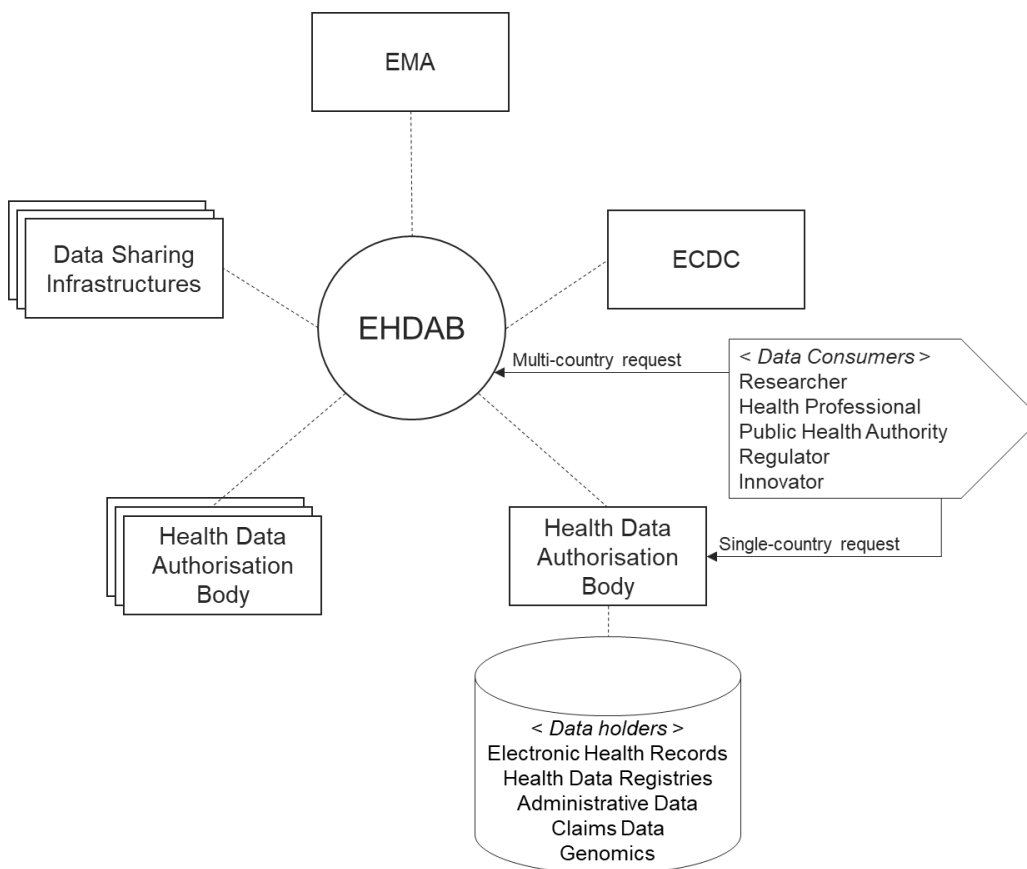 EMA
Data Sharing
Infrastructures
ECDC
EHDAB
Multi-country request
< Data Consumers >
Researcher
Health Professional
Public Health Authority
Regulator
Innovator
Health Data
Authorisation
Body
Health Data
Authorisation
Body
Single-country request
< Data holders >
Electronic Health Records
Health Data Registries
Administrative Data
Claims Data
Genomics